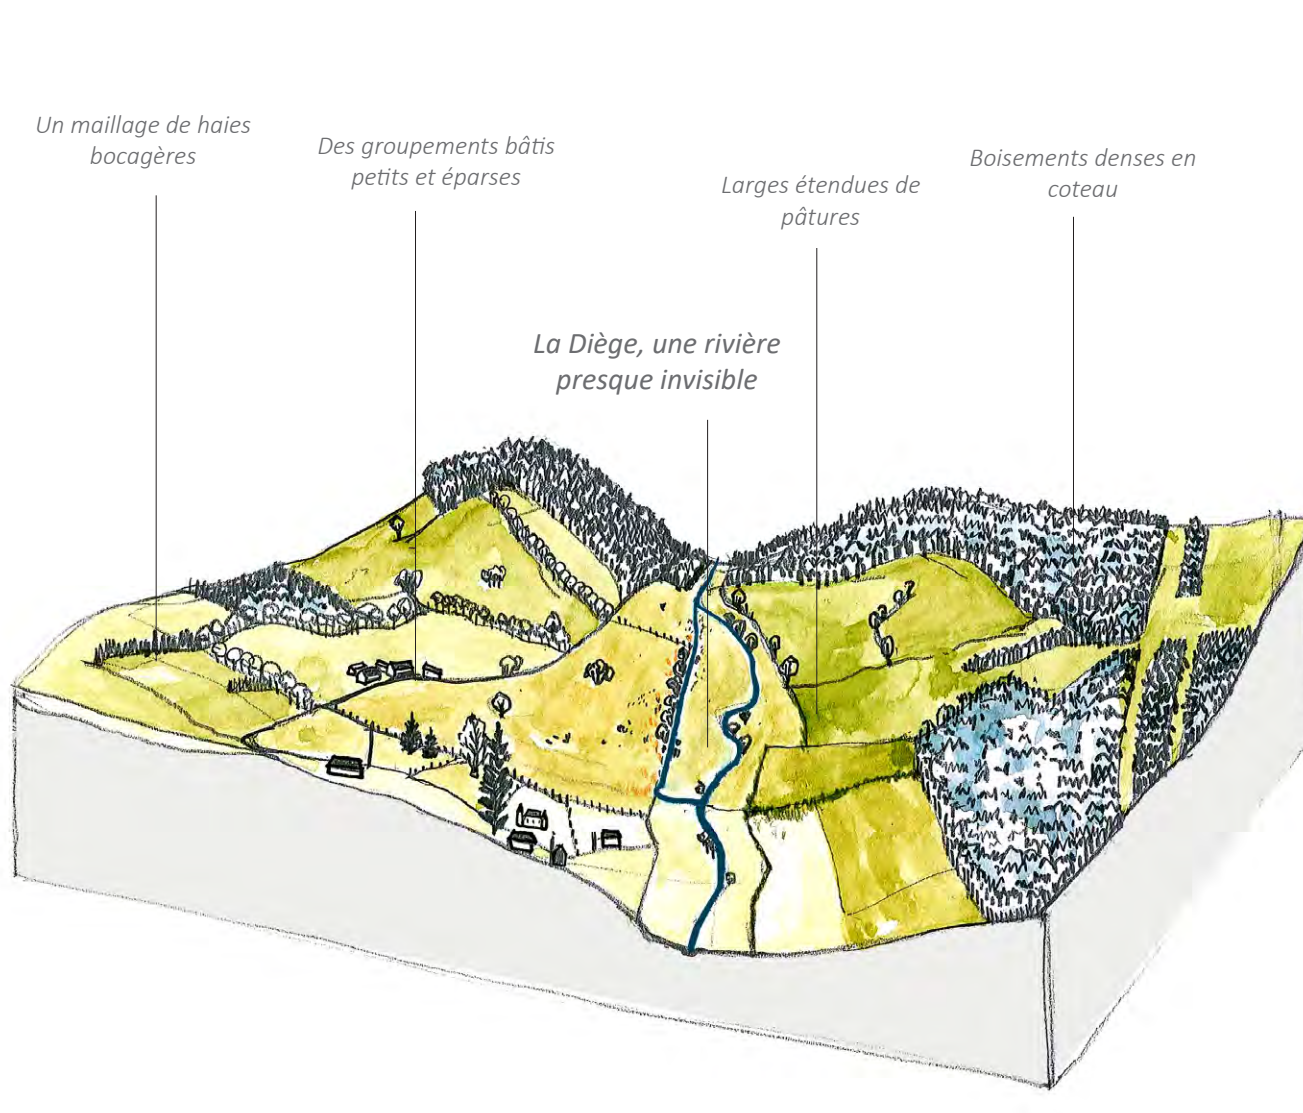 Un maillage de haies
bocagères
Des groupements bâtis
petits et éparses
Larges étendues de
pâtures
Boisements denses en
coteau
La Diège, une rivière
presque invisible